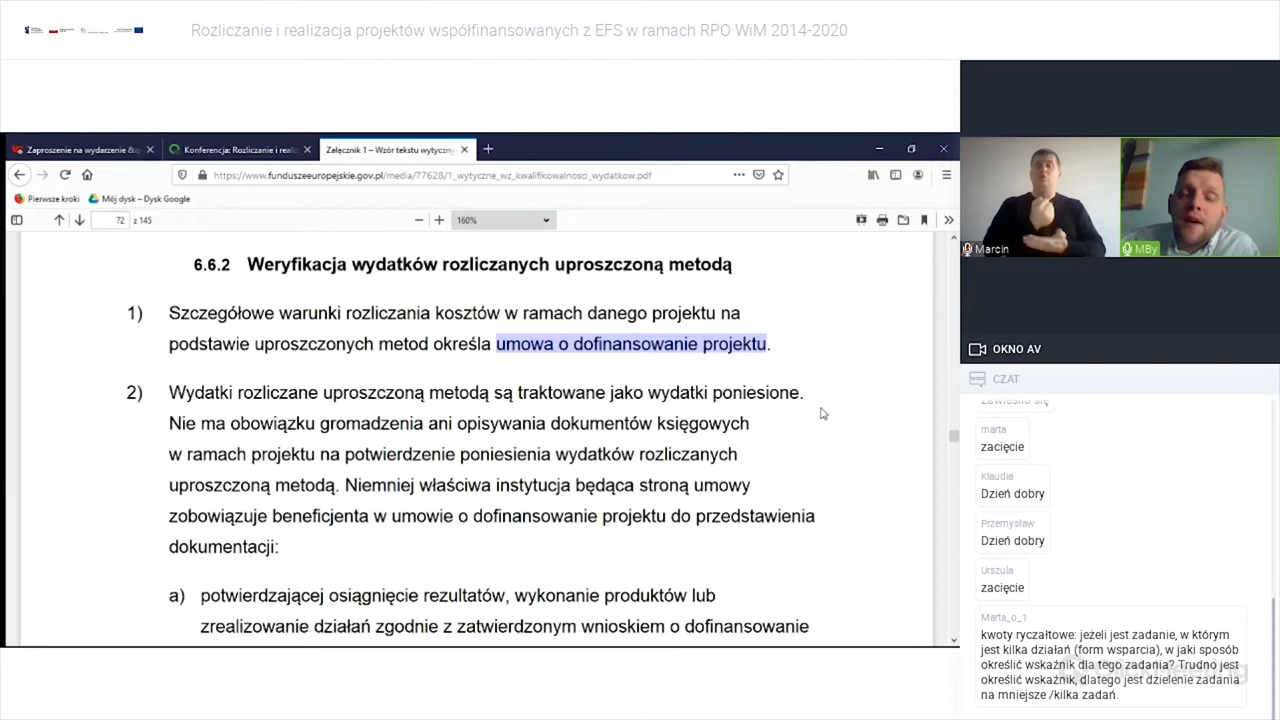 Rozliczanie i realizacja projektów współfinansowanych z EFS w ramach RPO WiM 2014-2020
Zaproszenie na wydarzenie
Konferencja: Rozliczanie i reali
Załącznik 1 – Wzór tekstu wytyczny
https://www.funduszeeuropejskie.gov.pl/media/77628/1_wytyczne_wz_kwalifikowalnosci_wydatkow.pdf
Pierwsze kroki
Mój dysk – Dysk Google
72
z 145
160%
6.6.2 Weryfikacja wydatków rozliczanych uproszczoną metodą
1) Szczegółowe warunki rozliczania kosztów w ramach danego projektu na
podstawie uproszczonych metod określa umowa o dofinansowanie projektu.
2) Wydatki rozliczane uproszczoną metodą są traktowane jako wydatki poniesione.
Nie ma obowiązku gromadzenia ani opisywania dokumentów księgowych
w ramach projektu na potwierdzenie poniesienia wydatków rozliczanych
uproszczoną metodą. Niemniej właściwa instytucja będąca stroną umowy
zobowiązuje beneficjenta w umowie o dofinansowanie projektu do przedstawienia
dokumentacji:
a) potwierdzającej osiągnięcie rezultatów, wykonanie produktów lub
zrealizowanie działań zgodnie z zatwierdzonym wnioskiem o dofinansowanie
Marcin
MBy
OKNO AV
CZAT
marta
zacięcie
Klaudia
Dzień dobry
Przemysław
Dzień dobry
Urszula
zacięcie
Marta_o_1
kwoty ryczałtowe: jeżeli jest zadanie, w którym
jest kilka działań (form wsparcia), w jaki sposób
określić wskaźnik dla tego zadania? Trudno jest
określić wskaźnik, dlatego jest dzielenie zadania
na mniejsze /kilka zadań.